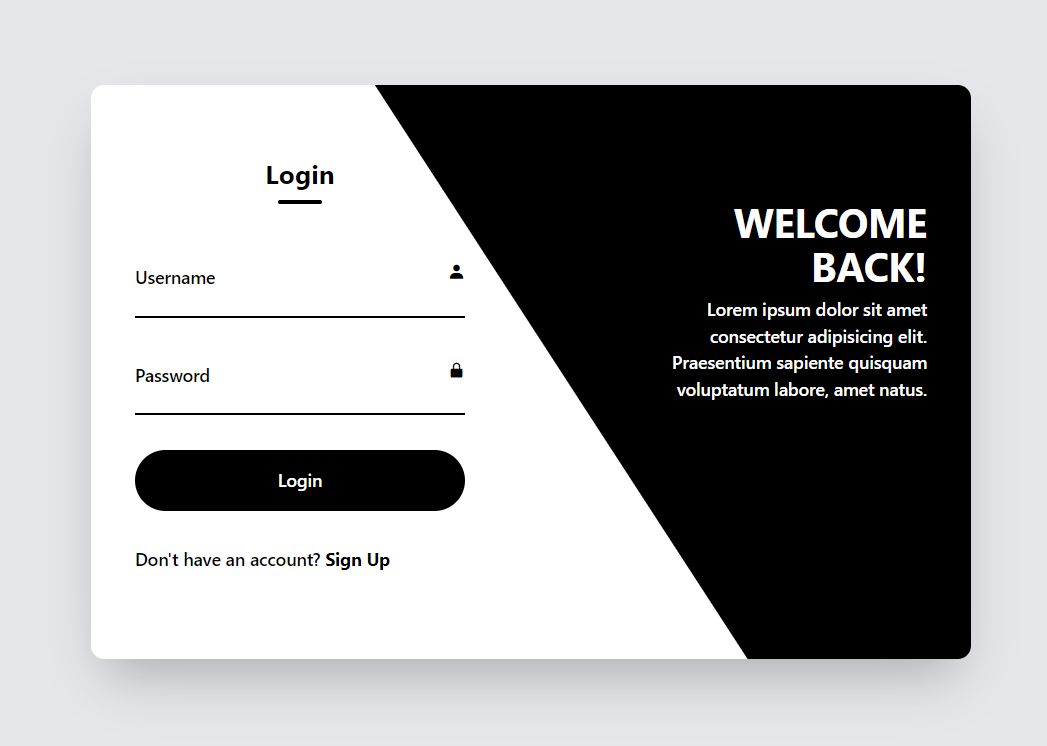 Login
Username
Password
Login
Don't have an account? Sign Up
WELCOME
BACK!
Lorem ipsum dolor sit amet
consectetur adipisicing elit.
Praesentium sapiente quisquam
voluptatum labore, amet natus.